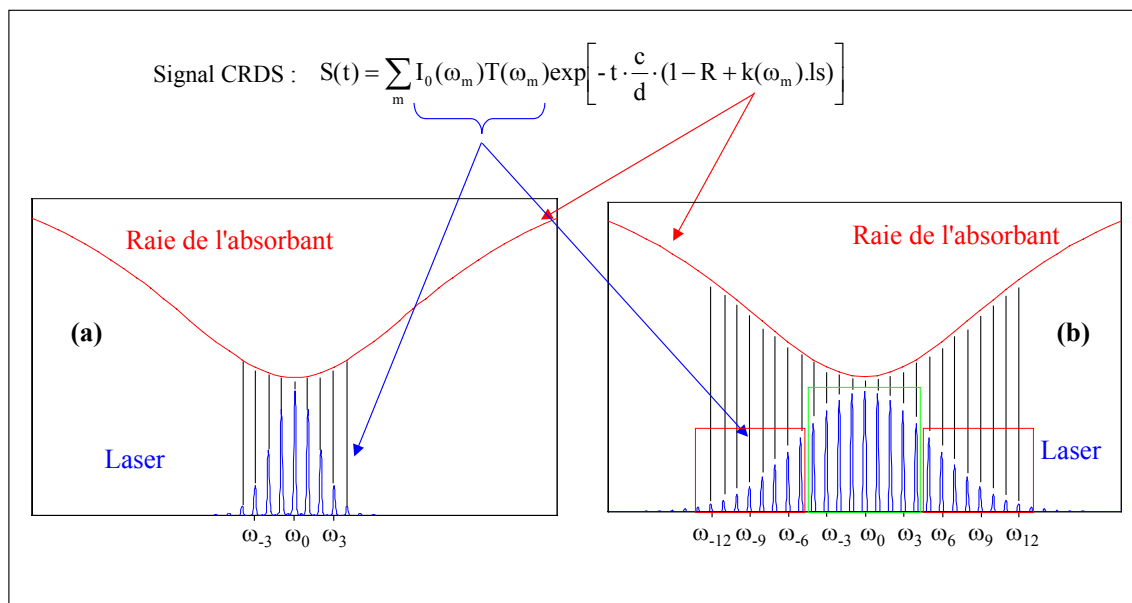 Signal CRDS : S(t) = ∑ₘ I₀(ωₘ)T(ωₘ)exp[-t · c/d · (1 − R + k(ωₘ).ls)]
Raie de l'absorbant
(a)
Laser
ω₋₃ ω₀ ω₃
Raie de l'absorbant
(b)
Laser
ω₋₁₂ ω₋₉ ω₋₆ ω₋₃ ω₀ ω₃ ω₆ ω₉ ω₁₂